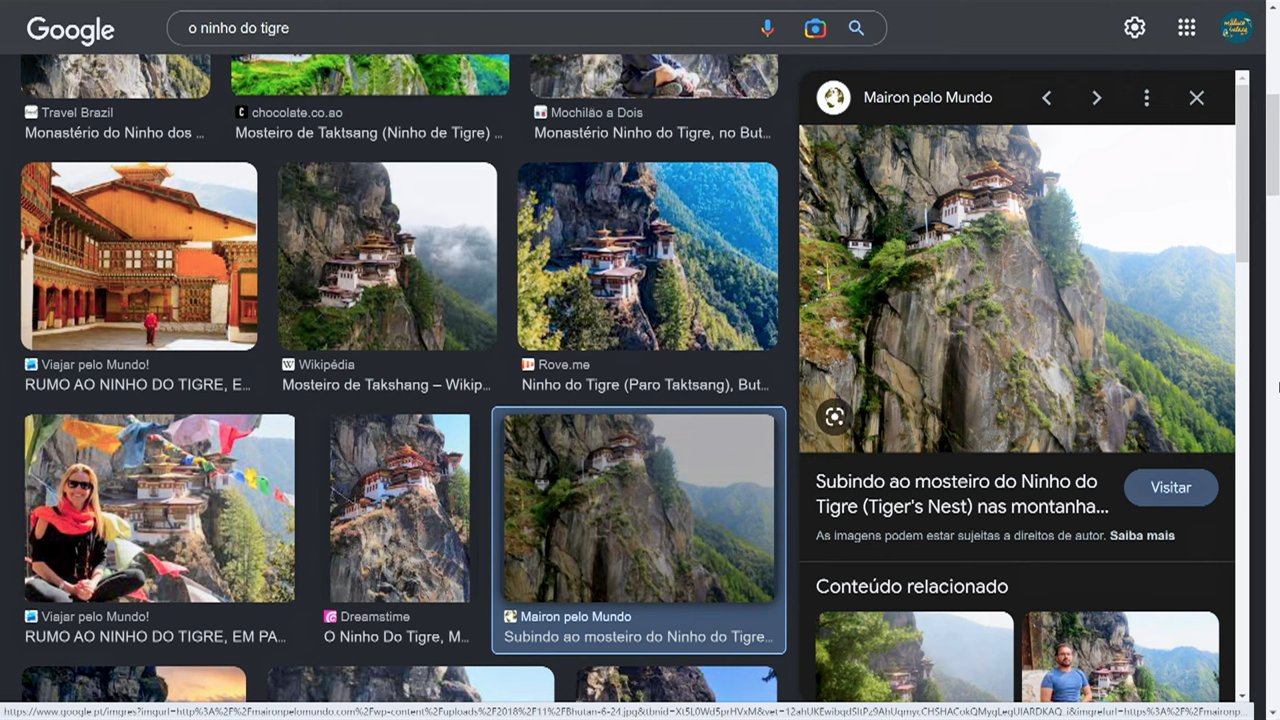 Google
o ninho do tigre
Travel Brazil
Monastério do Ninho dos ...
chocolate.co.ao
Mosteiro de Taktsang (Ninho de Tigre) ...
Mochilão a Dois
Monastério Ninho do Tigre, no But...
Viajar pelo Mundo!
RUMO AO NINHO DO TIGRE, E...
Wikipédia
Mosteiro de Takshang – Wikip...
Rove.me
Ninho do Tigre (Paro Taktsang), But...
Viajar pelo Mundo!
RUMO AO NINHO DO TIGRE, EM PA...
Dreamstime
O Ninho Do Tigre, M...
Mairon pelo Mundo
Subindo ao mosteiro do Ninho do Tigre...
Mairon pelo Mundo
Subindo ao mosteiro do Ninho do
Tigre (Tiger's Nest) nas montanha...
Visitar
As imagens podem estar sujeitas a direitos de autor. Saiba mais
Conteúdo relacionado